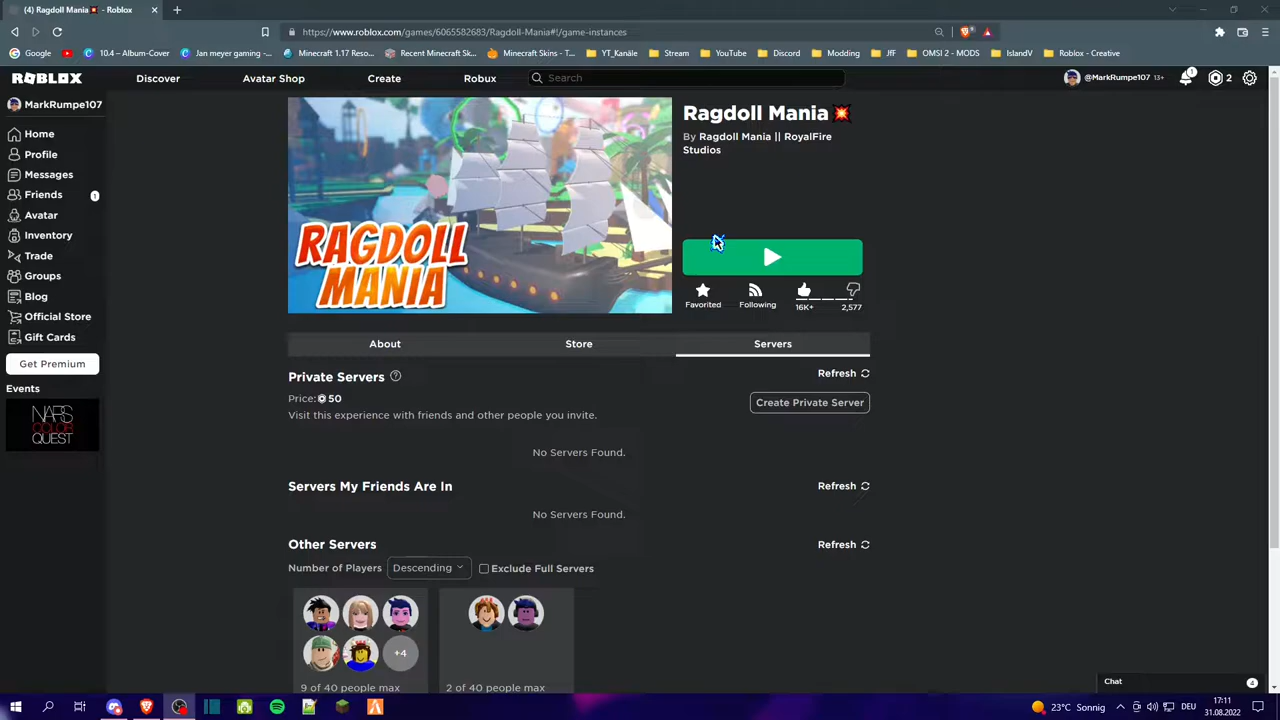 (4) Ragdoll Mania💥 - Roblox
https://www.roblox.com/games/6065582683/Ragdoll-Mania#!/game-instances
Google
10.4 – Album-Cover
Jan meyer gaming -...
Minecraft 1.17 Reso...
Recent Minecraft Sk...
Minecraft Skins - T...
YT_Kanäle
Stream
YouTube
Discord
Modding
JFF
OMSI 2 - MODS
IslandV
Roblox - Creative
ROBLOX
Discover
Avatar Shop
Create
Robux
Search
@MarkRumpe107 13+
1
2
MarkRumpe107
Home
Profile
Messages
Friends 1
Avatar
Inventory
Trade
Groups
Blog
Official Store
Gift Cards
Get Premium
Events
NARS
COLOR
QUEST
RAGDOLL
MANIA
Ragdoll Mania💥
By Ragdoll Mania || RoyalFire
Studios
Favorited
Following
16K+
2,577
About
Store
Servers
Private Servers
Refresh
Price: 50
Create Private Server
Visit this experience with friends and other people you invite.
No Servers Found.
Servers My Friends Are In
Refresh
No Servers Found.
Other Servers
Refresh
Number of Players
Descending
Exclude Full Servers
+4
9 of 40 people max
2 of 40 people max
Chat
4
23°C Sonnig
DEU
17:11
31.08.2022